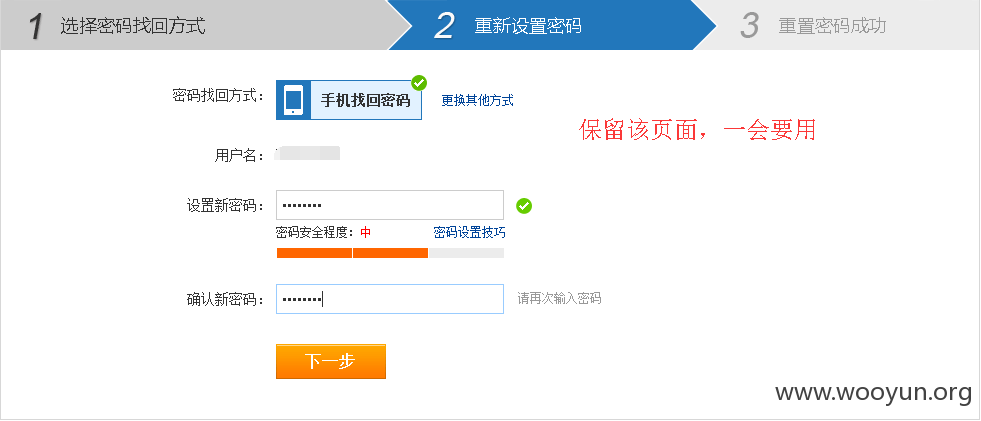 1 选择密码找回方式 2 重新设置密码 3 重置密码成功
密码找回方式： 手机找回密码 更换其他方式
保留该页面，一会要用
用户名：
设置新密码： ••••••••
密码安全程度：中 密码设置技巧
确认新密码： •••••••• 请再次输入密码
下一步
www.wooyun.org